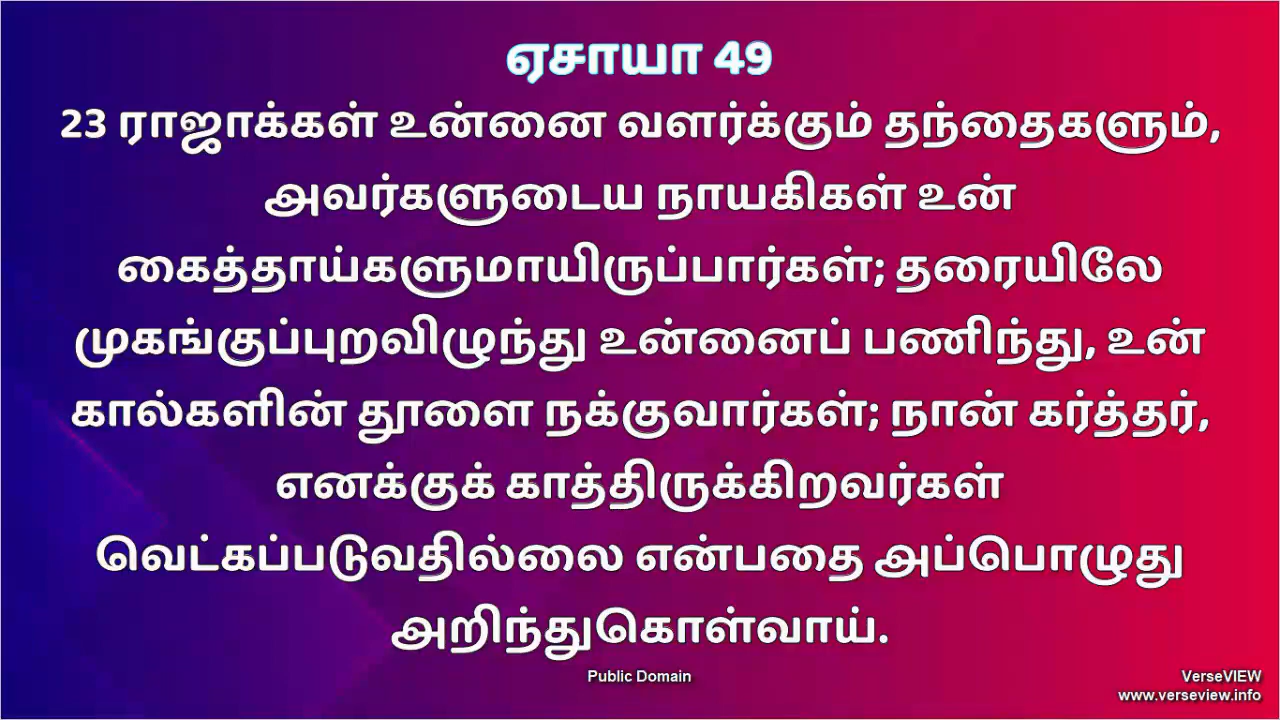 ஏசாயா 49
23 ராஜாக்கள் உன்னை வளர்க்கும் தந்தைகளும்,
அவர்களுடைய நாயகிகள் உன்
கைத்தாய்களுமாயிருப்பார்கள்; தரையிலே
முகங்குப்புறவிழுந்து உன்னைப் பணிந்து, உன்
கால்களின் தூளை நக்குவார்கள்; நான் கர்த்தர்,
எனக்குக் காத்திருக்கிறவர்கள்
வெட்கப்படுவதில்லை என்பதை அப்பொழுது
அறிந்துகொள்வாய்.
Public Domain
VerseVIEW
www.verseview.info